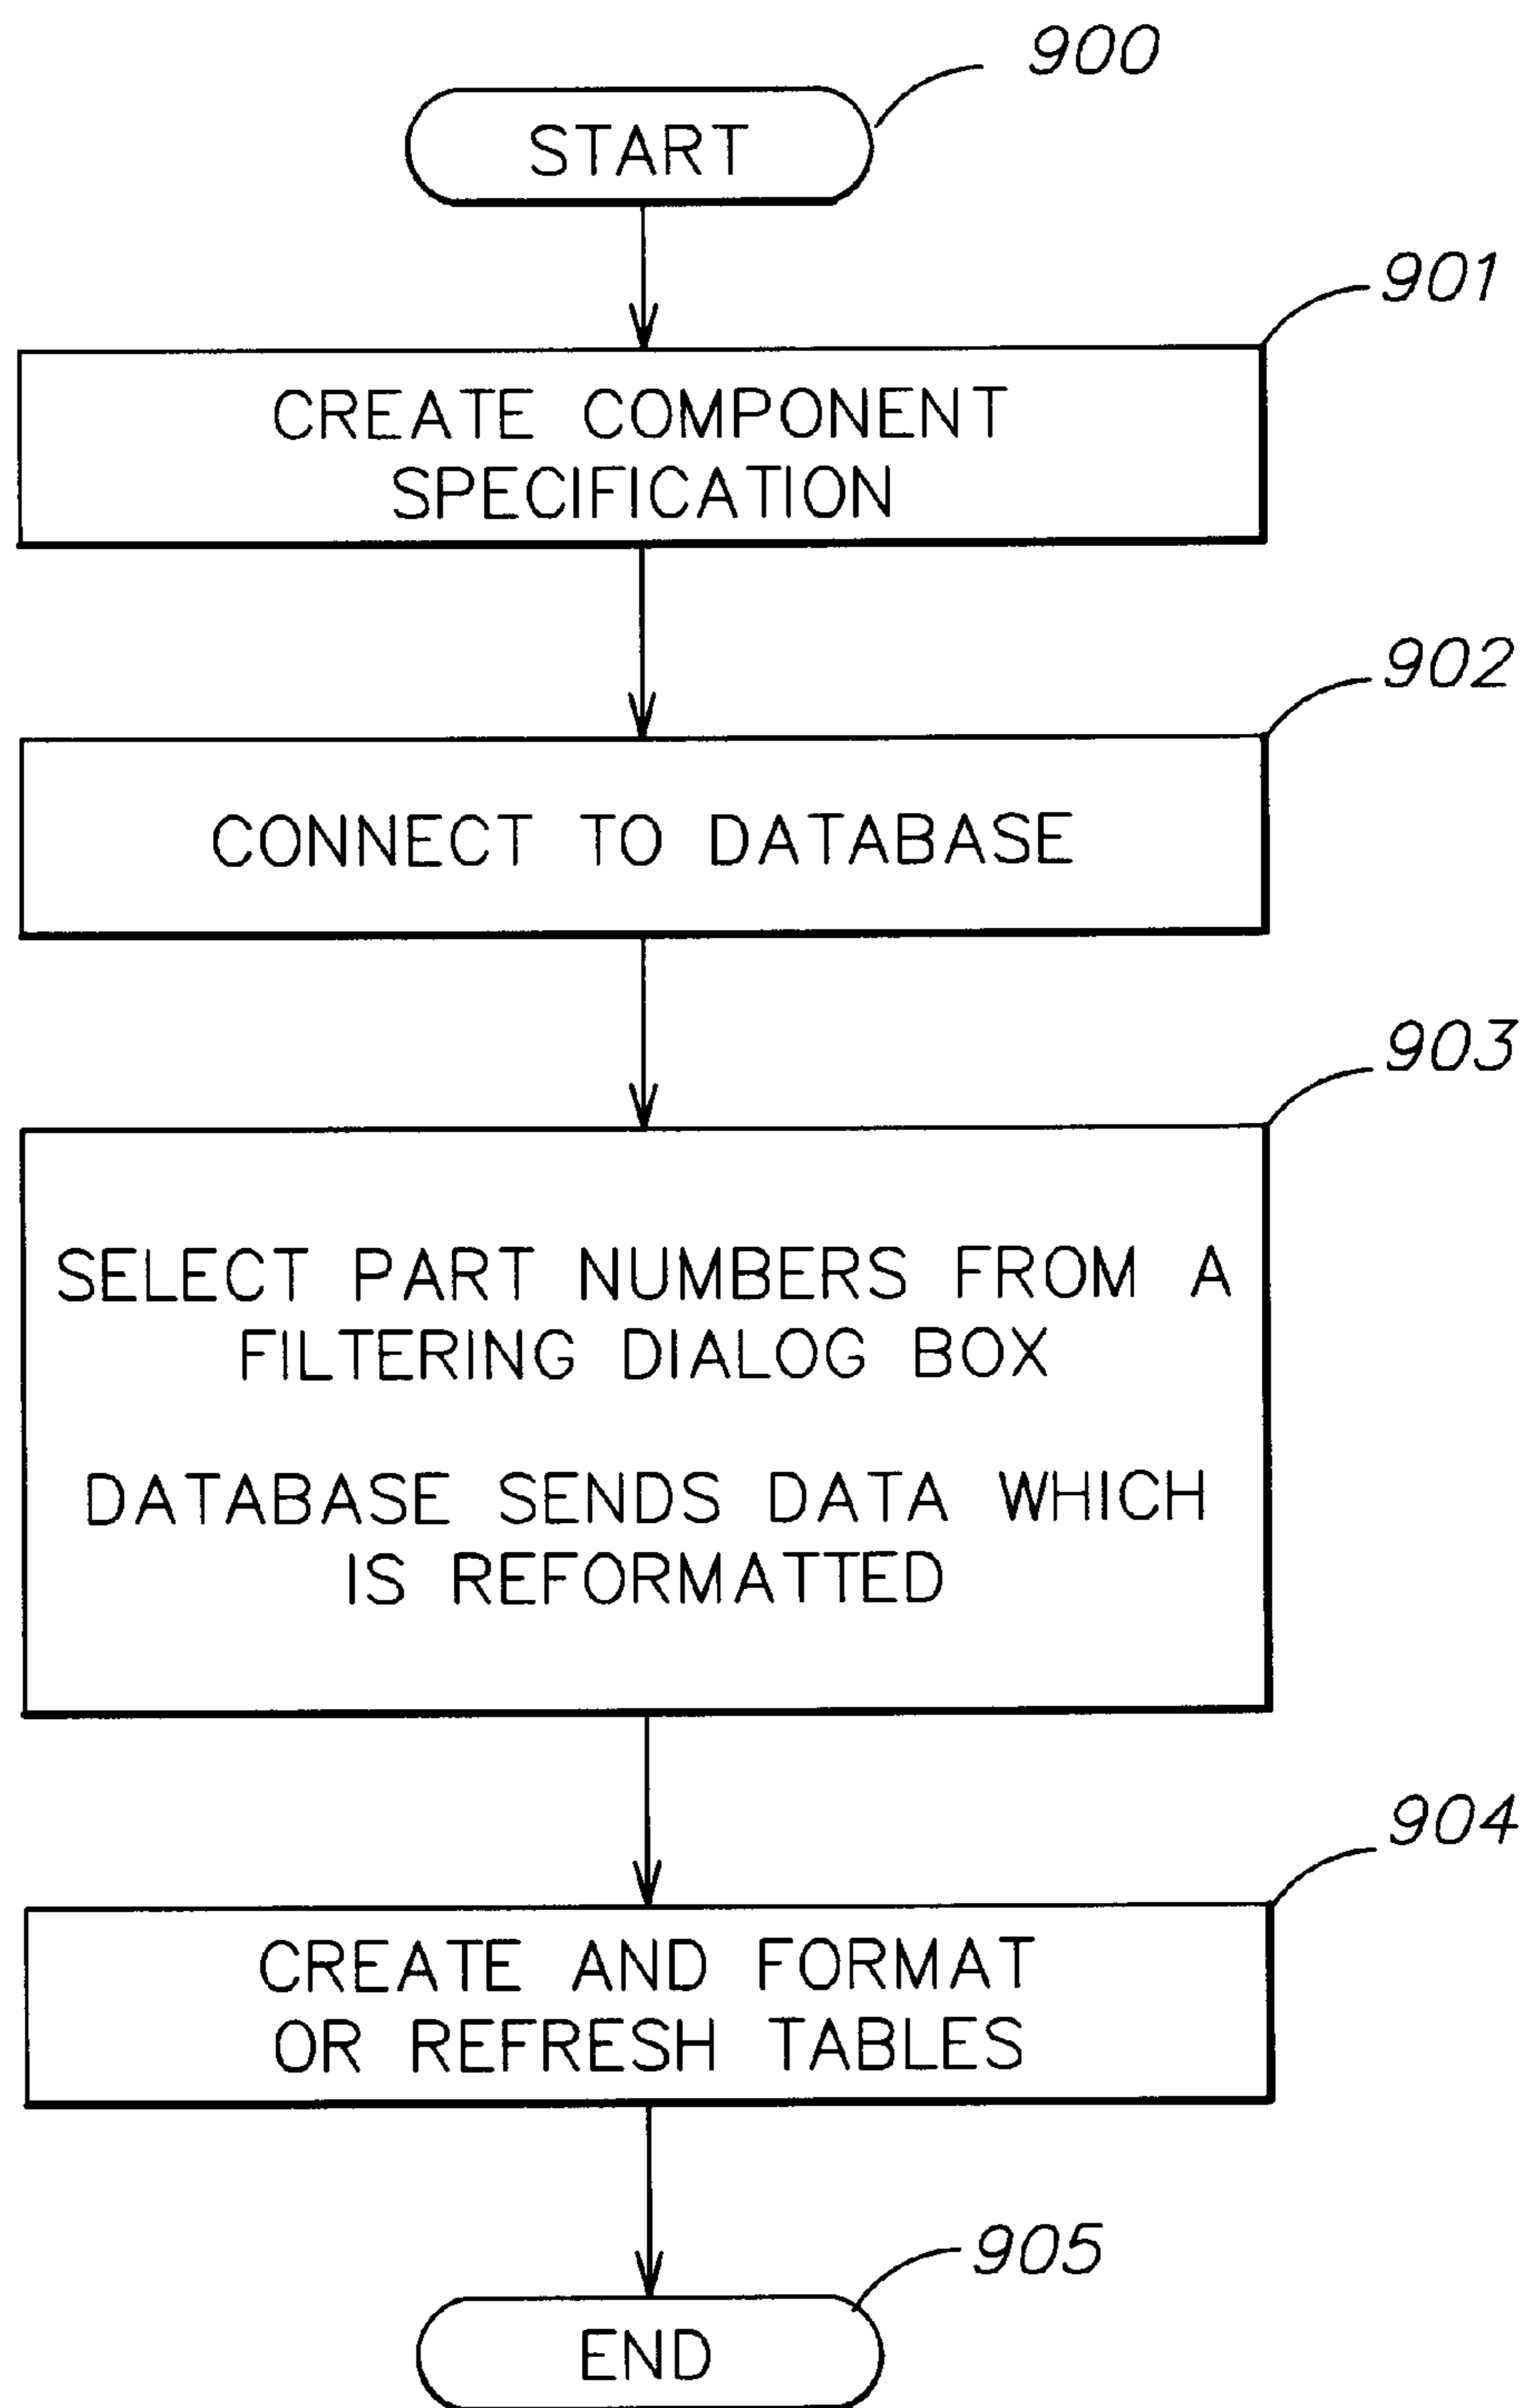 900
START
901
CREATE COMPONENT
SPECIFICATION
902
CONNECT TO DATABASE
903
SELECT PART NUMBERS FROM A
FILTERING DIALOG BOX
DATABASE SENDS DATA WHICH
IS REFORMATTED
904
CREATE AND FORMAT
OR REFRESH TABLES
905
END